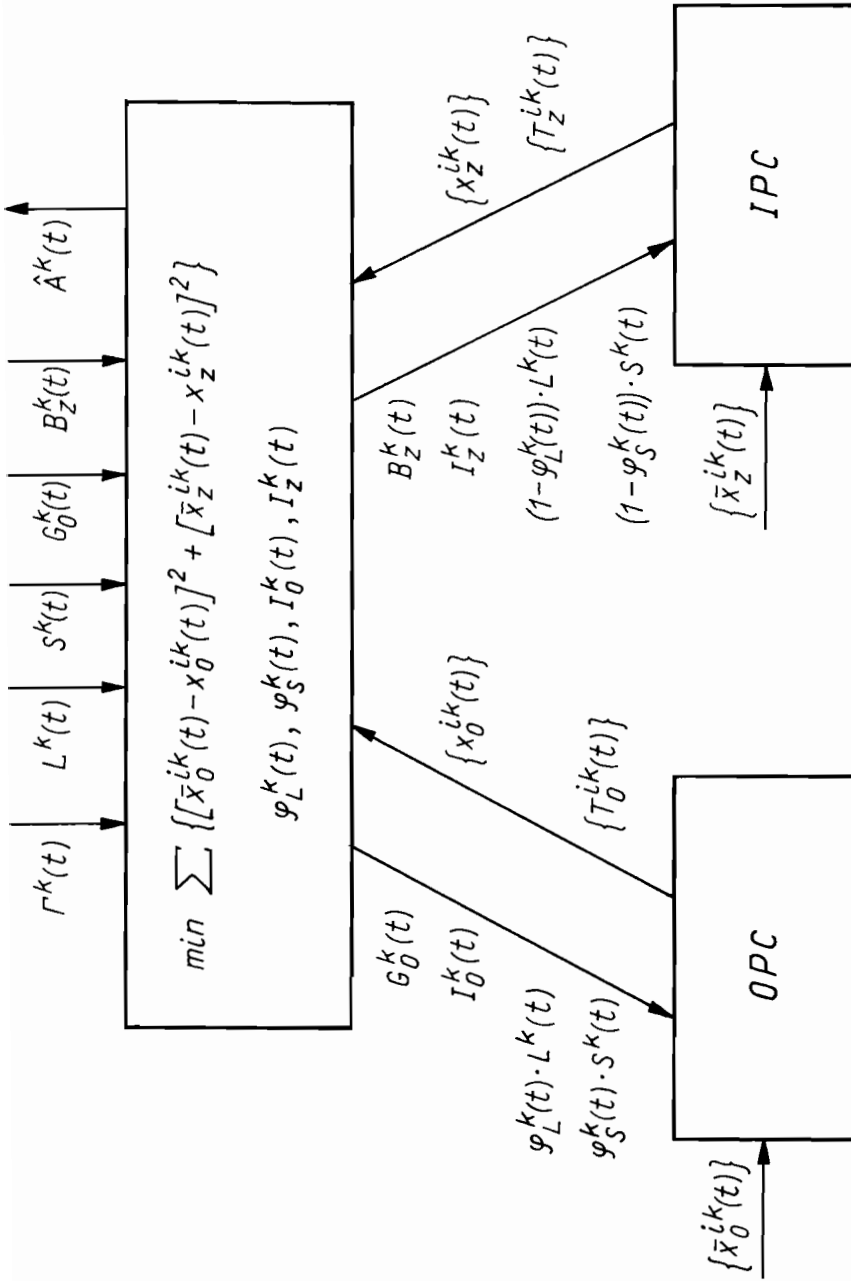 Γ^k(t)
L^k(t)
S^k(t)
G_0^k(t)
B_z^k(t)
Â^k(t)
min ∑ {[x̄_0^{ik}(t)-x_0^{ik}(t)]^2 + [x̄_z^{ik}(t)-x_z^{ik}(t)]^2}
φ_L^k(t), φ_S^k(t), I_0^k(t), I_z^k(t)
G_0^k(t)
I_0^k(t)
φ_L^k(t)·L^k(t)
φ_S^k(t)·S^k(t)
{x_0^{ik}(t)}
{T_0^{ik}(t)}
B_z^k(t)
I_z^k(t)
(1-φ_L^k(t))·L^k(t)
(1-φ_S^k(t))·S^k(t)
{x_z^{ik}(t)}
{T_z^{ik}(t)}
{x̄_0^{ik}(t)}
OPC
{x̄_z^{ik}(t)}
IPC